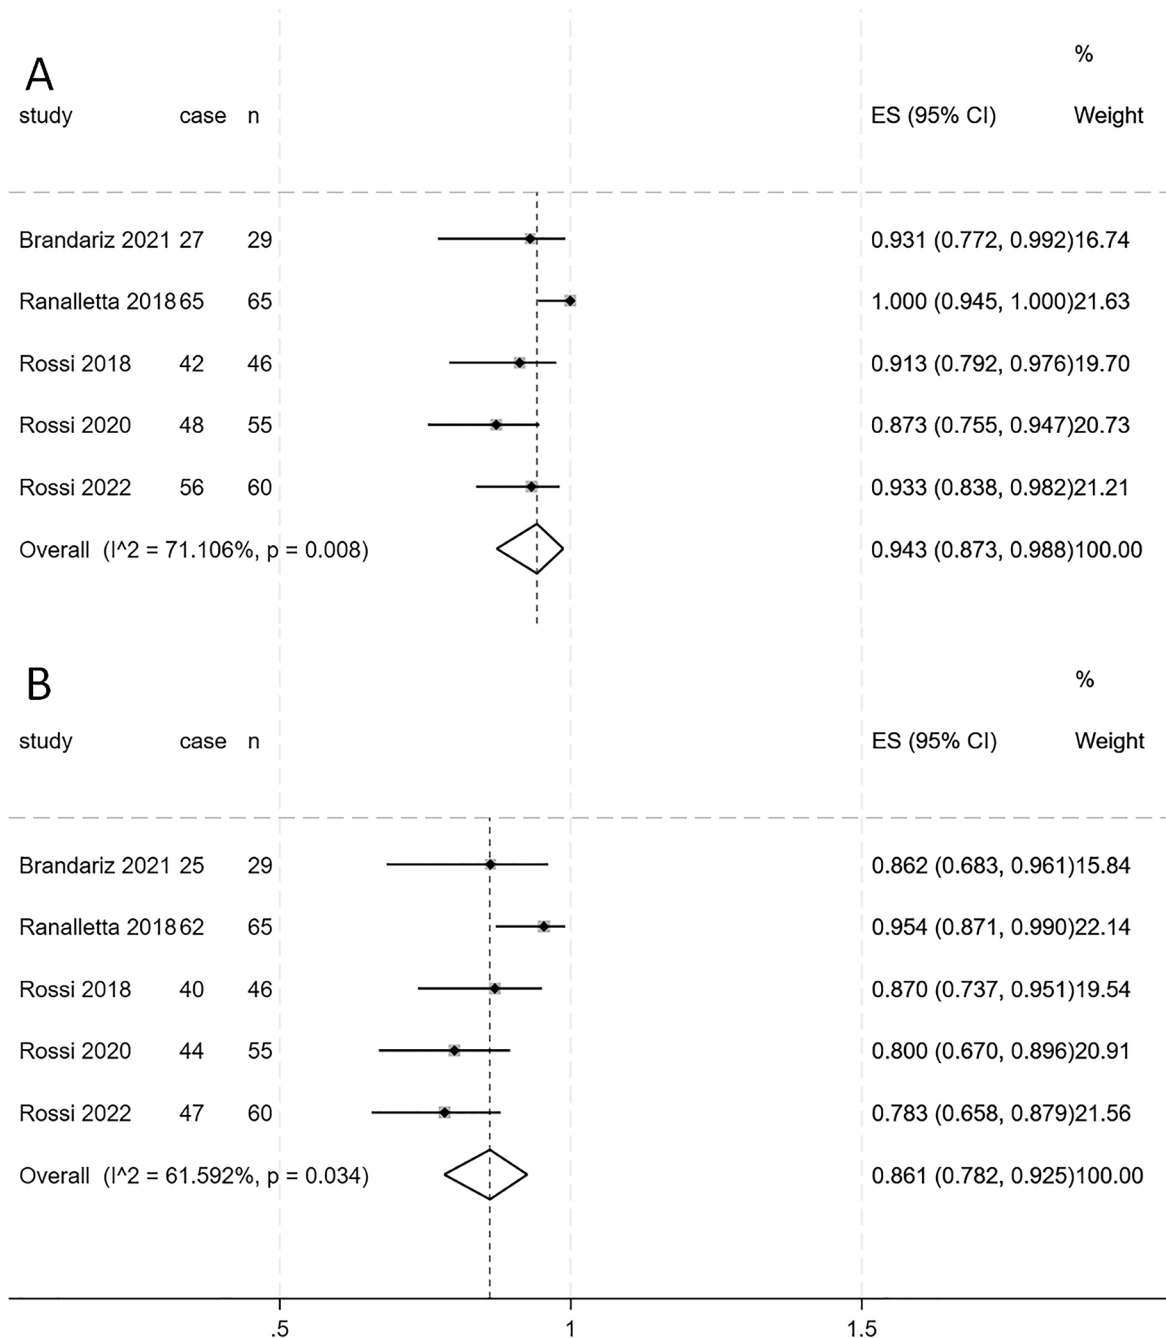 A
%
study case n ES (95% CI) Weight
Brandariz 2021 27 29 0.931 (0.772, 0.992)16.74
Ranalletta 2018 65 65 1.000 (0.945, 1.000)21.63
Rossi 2018 42 46 0.913 (0.792, 0.976)19.70
Rossi 2020 48 55 0.873 (0.755, 0.947)20.73
Rossi 2022 56 60 0.933 (0.838, 0.982)21.21
Overall (I^2 = 71.106%, p = 0.008) 0.943 (0.873, 0.988)100.00
B
%
study case n ES (95% CI) Weight
Brandariz 2021 25 29 0.862 (0.683, 0.961)15.84
Ranalletta 2018 62 65 0.954 (0.871, 0.990)22.14
Rossi 2018 40 46 0.870 (0.737, 0.951)19.54
Rossi 2020 44 55 0.800 (0.670, 0.896)20.91
Rossi 2022 47 60 0.783 (0.658, 0.879)21.56
Overall (I^2 = 61.592%, p = 0.034) 0.861 (0.782, 0.925)100.00
.5 1 1.5